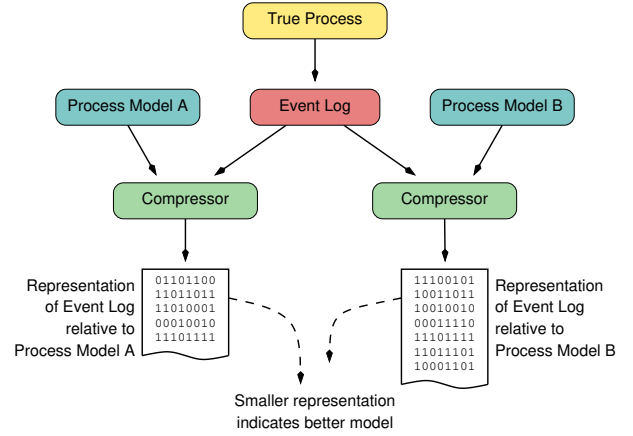 True Process
Process Model A
Event Log
Process Model B
Compressor
Compressor
Representation
of Event Log
relative to
Process Model A
01101100
11011011
11010001
00010010
11101111
11100101
10011011
10010010
00011110
11101111
11011101
10001101
Representation
of Event Log
relative to
Process Model B
Smaller representation
indicates better model